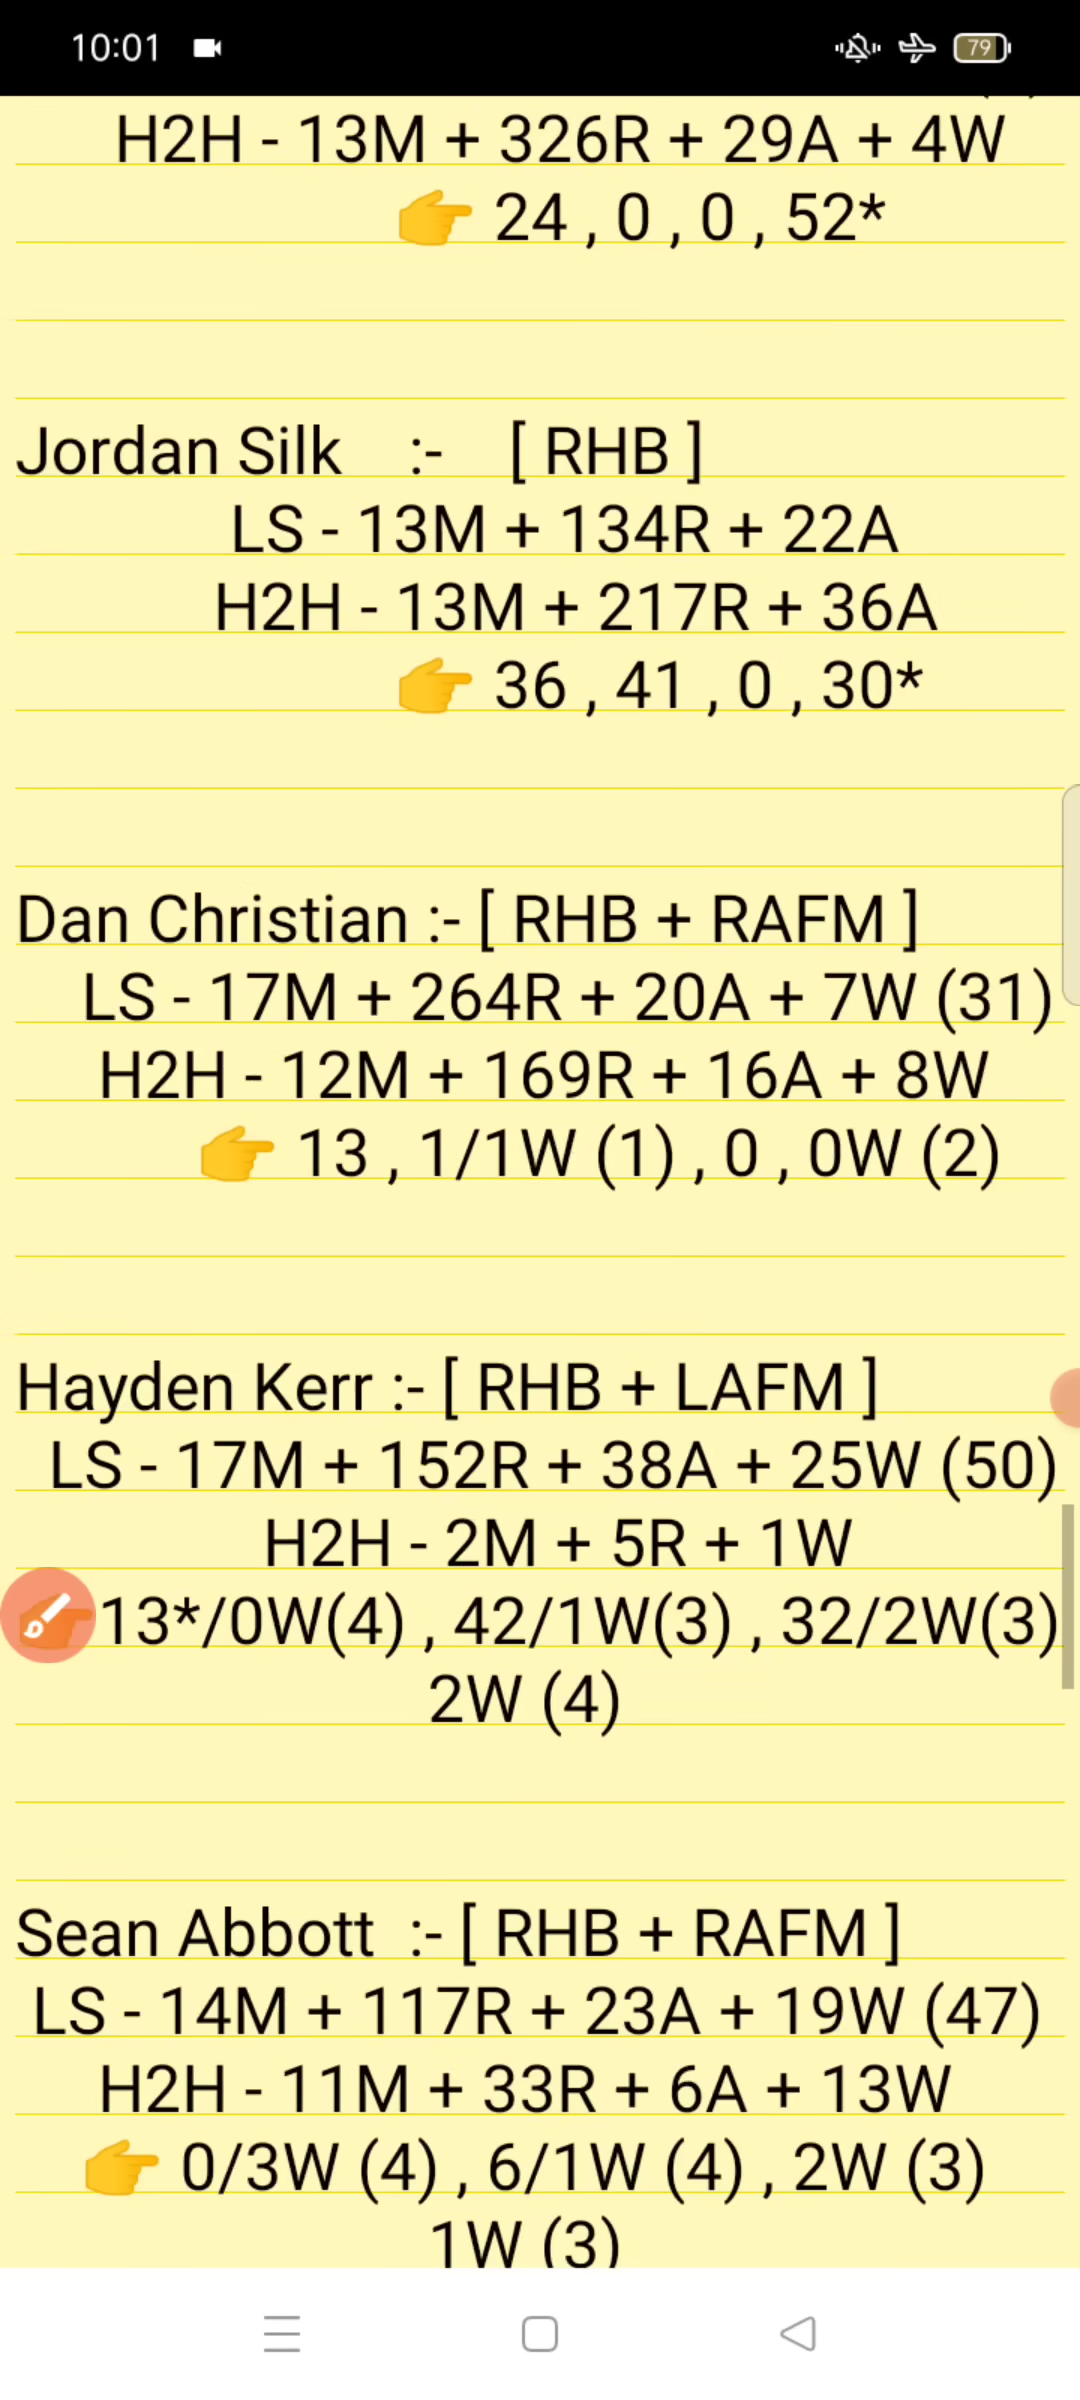 10:01 79
H2H - 13M + 326R + 29A + 4W
👉 24 , 0 , 0 , 52*
Jordan Silk :- [ RHB ]
LS - 13M + 134R + 22A
H2H - 13M + 217R + 36A
👉 36 , 41 , 0 , 30*
Dan Christian :- [ RHB + RAFM ]
LS - 17M + 264R + 20A + 7W (31)
H2H - 12M + 169R + 16A + 8W
👉 13 , 1/1W (1) , 0 , 0W (2)
Hayden Kerr :- [ RHB + LAFM ]
LS - 17M + 152R + 38A + 25W (50)
H2H - 2M + 5R + 1W
13*/0W(4) , 42/1W(3) , 32/2W(3)
2W (4)
Sean Abbott :- [ RHB + RAFM ]
LS - 14M + 117R + 23A + 19W (47)
H2H - 11M + 33R + 6A + 13W
👉 0/3W (4) , 6/1W (4) , 2W (3)
1W (3)